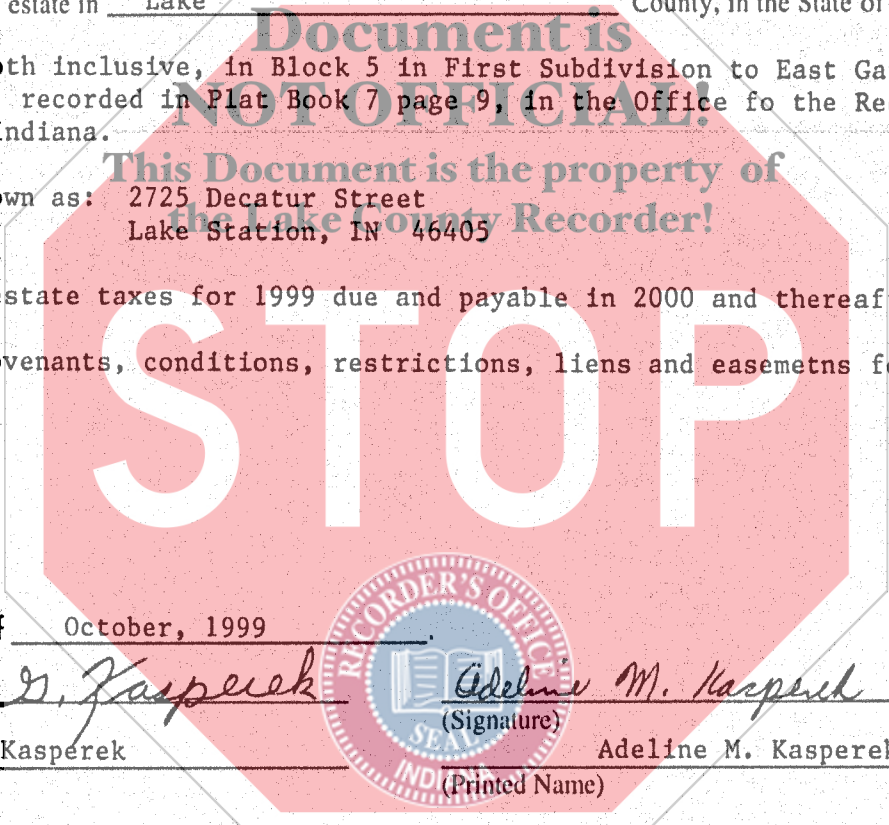 estate in Lake County, in the State of
Document is
oth inclusive, in Block 5 in First Subdivision to East Ga
recorded in Plat Book 7 page 9, in the Office fo the Re
NOT OFFICIAL!
Indiana.
This Document is the property of
own as: 2725 Decatur Street
the Lake County Recorder!
Lake Station, IN 46405
estate taxes for 1999 due and payable in 2000 and thereaf
ovenants, conditions, restrictions, liens and easemetns fo
STOP
October, 1999
RECORDER'S OFFICE
G. Kasperek Adeline M. Kasperek
(Signature)
SEAL
Kasperek Adeline M. Kasperek
INDIANA
(Printed Name)